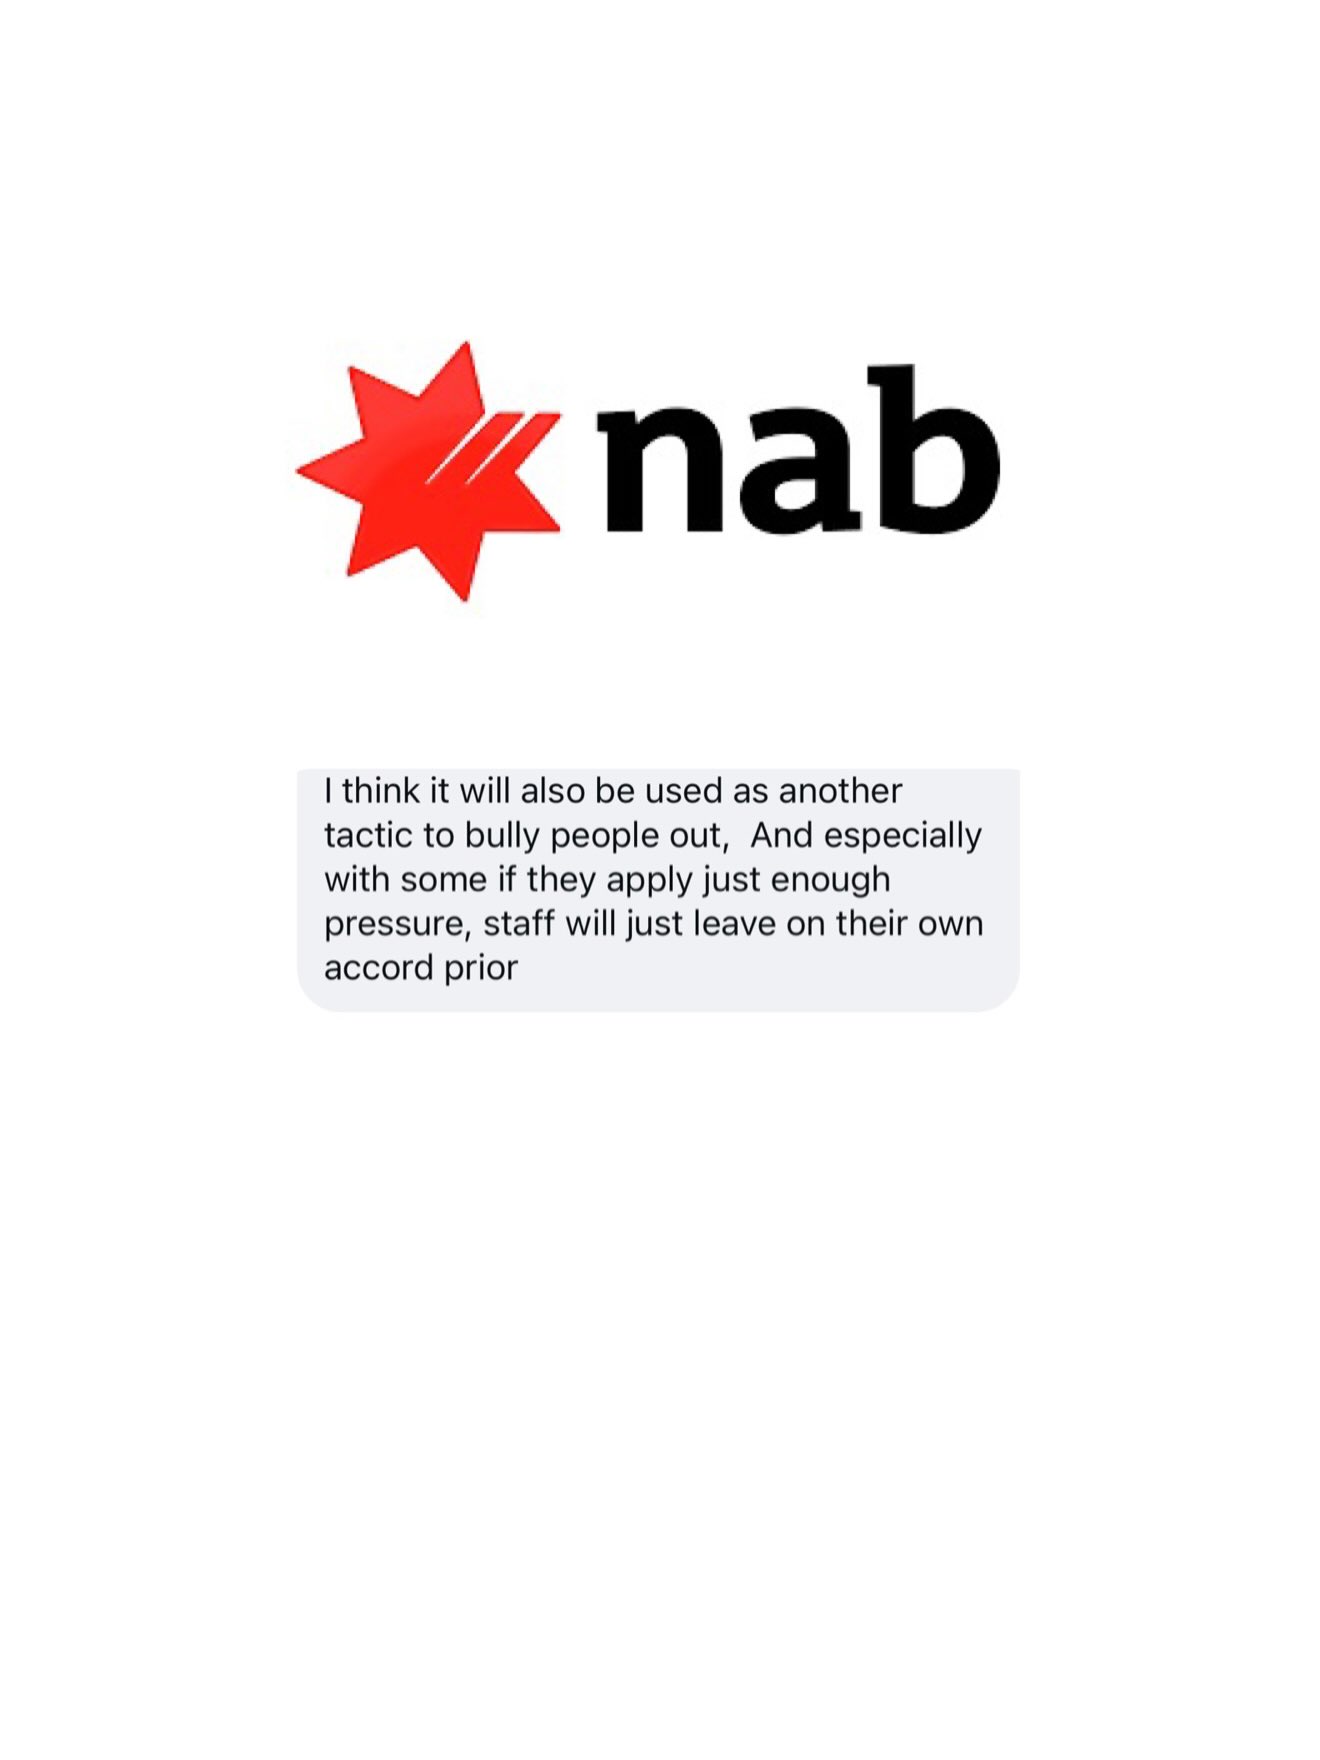 nab
I think it will also be used as another
tactic to bully people out,  And especially
with some if they apply just enough
pressure, staff will just leave on their own
accord prior